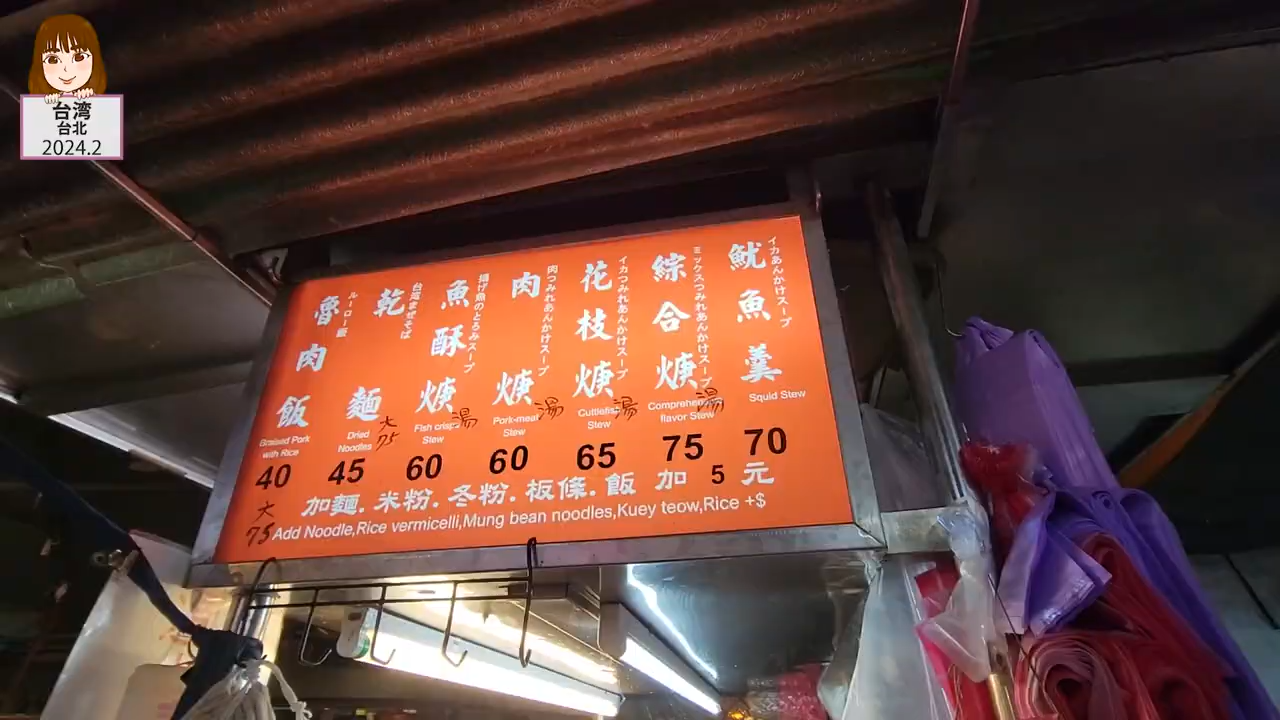 台湾
台北
2024.2
魯肉飯
ルーロー飯
Braised Pork
with Rice
40
大
75
乾麵
台湾まぜそば
Dried
Noodles
大
75
45
魚酥焿
揚げ魚のとろみスープ
湯
Fish crisp
Stew
60
肉焿
肉つみれあんかけスープ
湯
Pork-meat
Stew
60
花枝焿
イカつみれあんかけスープ
湯
Cuttlefish
Stew
65
綜合焿
ミックスつみれあんかけスープ
湯
flavor Stew
75
魷魚羹
イカあんかけスープ
Squid Stew
70
加麵.米粉.冬粉.板條.飯 加 5 元
Add Noodle,Rice vermicelli,Mung bean noodles,Kuey teow,Rice +$